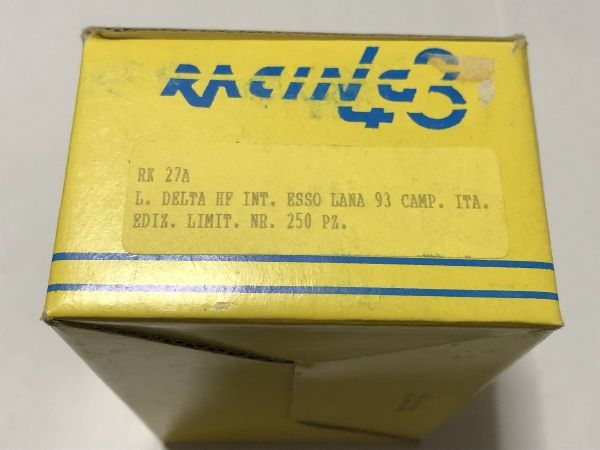 RACING43
RK 27A
L. DELTA HF INT. ESSO LANA 93 CAMP. ITA.
EDIZ. LIMIT. NR. 250 PZ.